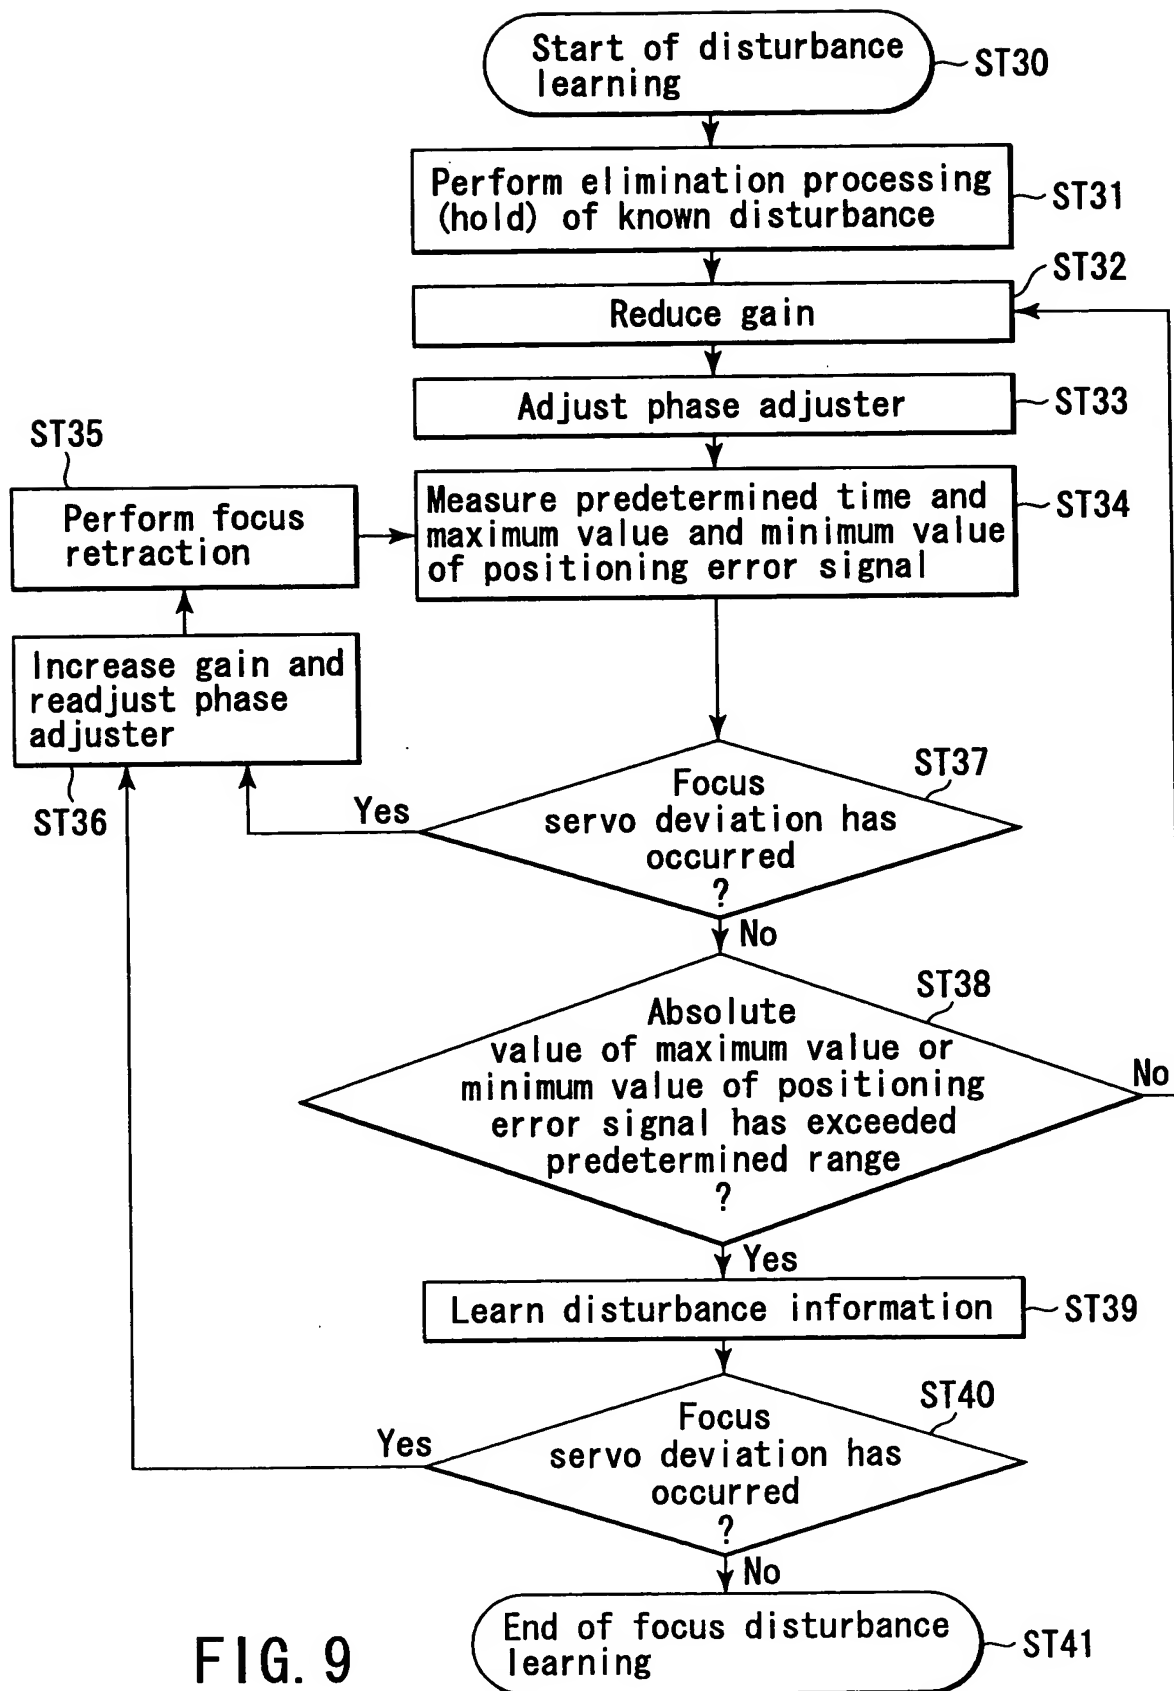 Start of disturbance
learning
ST30
Perform elimination processing
(hold) of known disturbance
ST31
ST32
Reduce gain
Adjust phase adjuster
ST33
ST35
Perform focus
retraction
Measure predetermined time and
maximum value and minimum value
of positioning error signal
ST34
Increase gain and
readjust phase
adjuster
ST36
Yes
Focus
servo deviation has
occurred
?
ST37
No
ST38
Absolute
value of maximum value or
minimum value of positioning
error signal has exceeded
predetermined range
?
No
Yes
Learn disturbance information
ST39
Yes
Focus
servo deviation has
occurred
?
ST40
No
End of focus disturbance
learning
ST41
FIG. 9